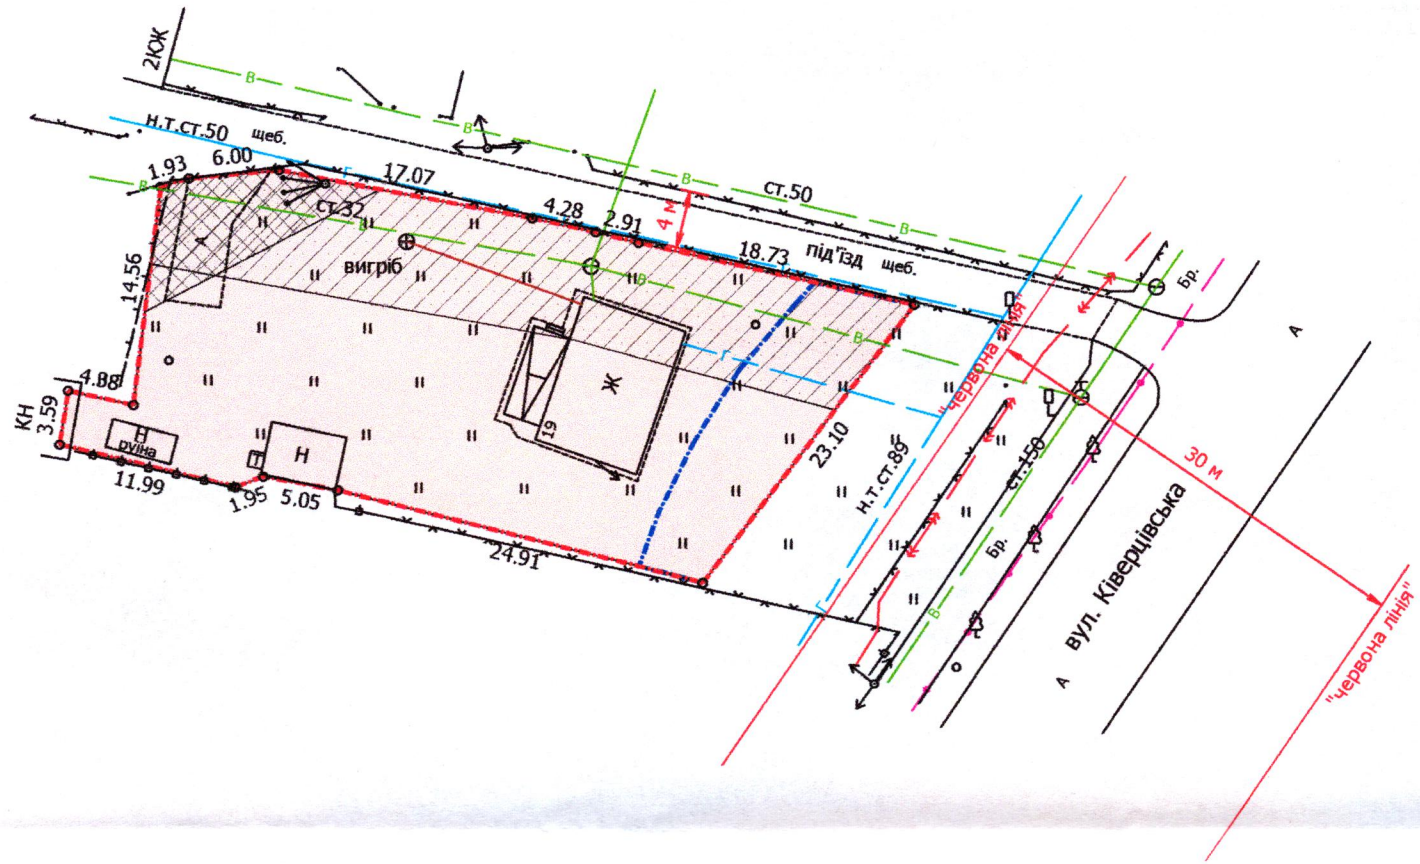 2КЖ
В
В
н.т.ст.50
щеб.
1.93
6.00
Г
17.07
В
ст.50
В
ст.32
В
4.28
2.91
4 м
18.73
під'їзд
щеб.
В
Бр.
А
А
вигріб
14.56
В
В
Г
Ж
19
"червона лінія"
4.88
3.59
КН
Н
руїна
Н
Т
11.99
1.95
5.05
24.91
23.10
н.т.ст.89
ст.150
30 м
Бр.
Г
В
вул. Ківерцівська
А
"червона лінія"